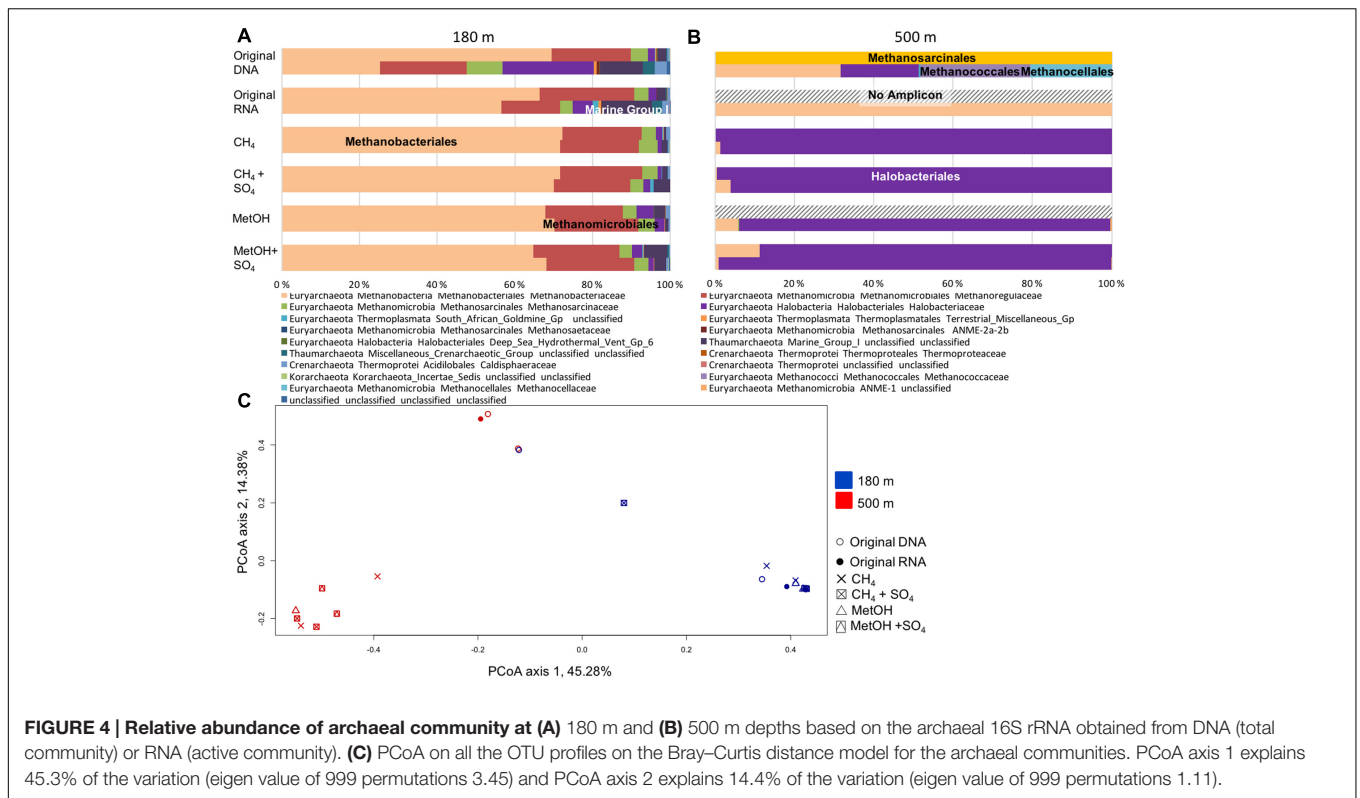 A
180 m
B
500 m
Original
DNA
Original
RNA
CH₄
CH₄ +
SO₄
MetOH
MetOH+
SO₄
Marine Group I
Methanobacteriales
Methanomicrobiales
0 %
20 %
40 %
60 %
80 %
100 %
Methanosarcinales
Methanococcales
Methanocellales
No Amplicon
Halobacteriales
0 %
20 %
40 %
60 %
80 %
100 %
Euryarchaeota Methanomicrobia Methanobacteriales Methanobacteriaceae
Euryarchaeota Methanomicrobia Methanosarcinales Methanosarcinaceae
Euryarchaeota Thermoplasmata South_African_Goldmine_Gp unclassified
Euryarchaeota Methanomicrobia Methanosarcinales Methanosaetaceae
Euryarchaeota Halobacteria Halobacteriales Deep_Sea_Hydrothermal_Vent_Gp_6
Thaumarchaeota Miscellaneous_Crenarchaeotic_Group unclassified unclassified
Crenarchaeota Thermoprotei Acidilobales Caldisphaeraceae
Korarchaeota Korarchaeota_Incertae_Sedis unclassified unclassified
Euryarchaeota Methanomicrobia Methanocellales Methanocellaceae
unclassified unclassified unclassified unclassified
Euryarchaeota Methanomicrobia Methanomicrobiales Methanoregulaceae
Euryarchaeota Halobacteria Halobacteriales Halobacteriaceae
Euryarchaeota Thermoplasmata Thermoplasmatales Terrestrial_Miscellaneous_Gp
Euryarchaeota Methanomicrobia Methanosarcinales ANME-2a-2b
Thaumarchaeota Marine_Group_I unclassified unclassified
Crenarchaeota Thermoprotei Thermoproteales Thermoproteaceae
Crenarchaeota Thermoprotei unclassified unclassified
Euryarchaeota Methanococci Methanococcales Methanococcaceae
Euryarchaeota Methanomicrobia ANME-1 unclassified
C
PCoA axis 2, 14.38%
0.4
0.2
0.0
-0.2
-0.4
-0.2
0.0
0.2
0.4
PCoA axis 1, 45.28%
180 m
500 m
Original DNA
Original RNA
CH₄
CH₄ + SO₄
MetOH
MetOH +SO₄
FIGURE 4 | Relative abundance of archaeal community at (A) 180 m and (B) 500 m depths based on the archaeal 16S rRNA obtained from DNA (total
community) or RNA (active community). (C) PCoA on all the OTU profiles on the Bray–Curtis distance model for the archaeal communities. PCoA axis 1 explains
45.3% of the variation (eigen value of 999 permutations 3.45) and PCoA axis 2 explains 14.4% of the variation (eigen value of 999 permutations 1.11).